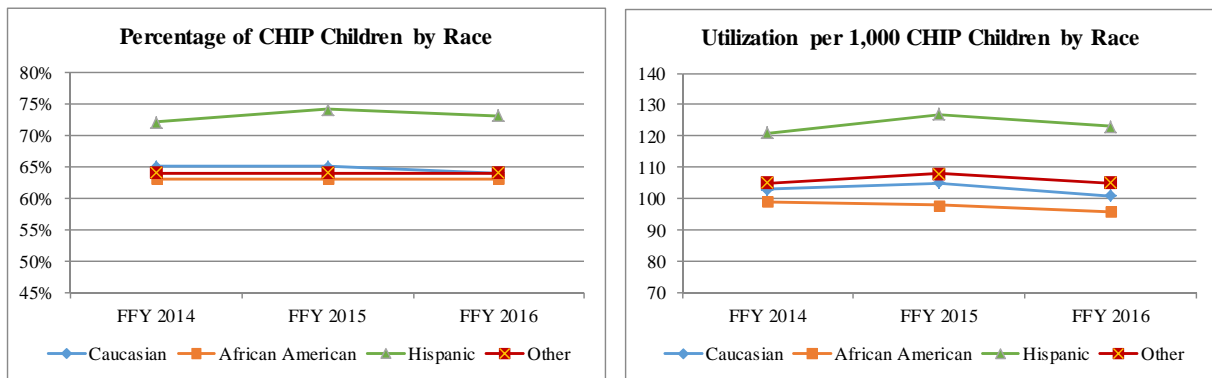 Percentage of CHIP Children by Race
80%
75%
70%
65%
60%
55%
50%
45%
FFY 2014 FFY 2015 FFY 2016
Caucasian African American Hispanic Other
Utilization per 1,000 CHIP Children by Race
140
130
120
110
100
90
80
70
FFY 2014 FFY 2015 FFY 2016
Caucasian African American Hispanic Other